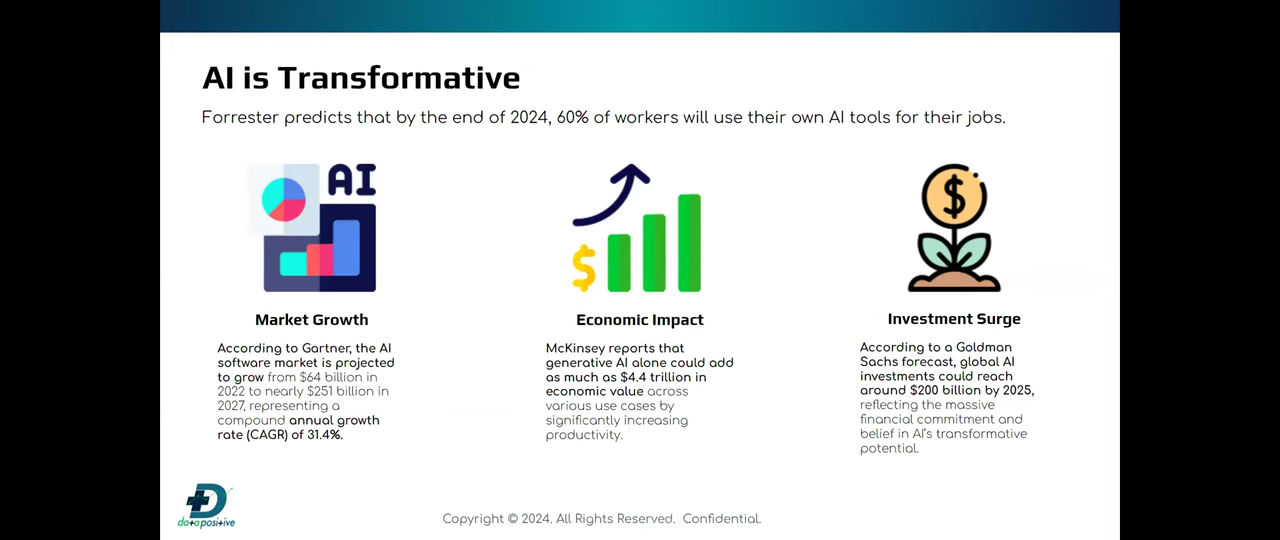 AI is Transformative
Forrester predicts that by the end of 2024, 60% of workers will use their own AI tools for their jobs.
AI
$
$
Market Growth
According to Gartner, the AI
software market is projected
to grow from $64 billion in
2022 to nearly $251 billion in
2027, representing a
compound annual growth
rate (CAGR) of 31.4%.
Economic Impact
McKinsey reports that
generative AI alone could add
as much as $4.4 trillion in
economic value across
various use cases by
significantly increasing
productivity.
Investment Surge
According to a Goldman
Sachs forecast, global AI
investments could reach
around $200 billion by 2025,
reflecting the massive
financial commitment and
belief in AI's transformative
potential.
D
datapositive
Copyright © 2024. All Rights Reserved. Confidential.